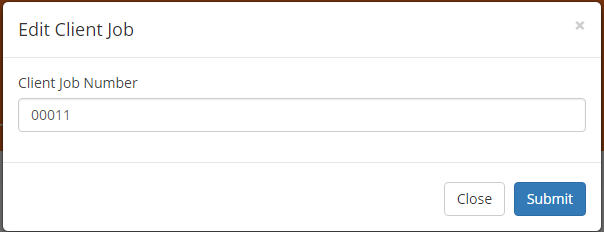 Edit Client Job ×
Client Job Number
00011
Close Submit